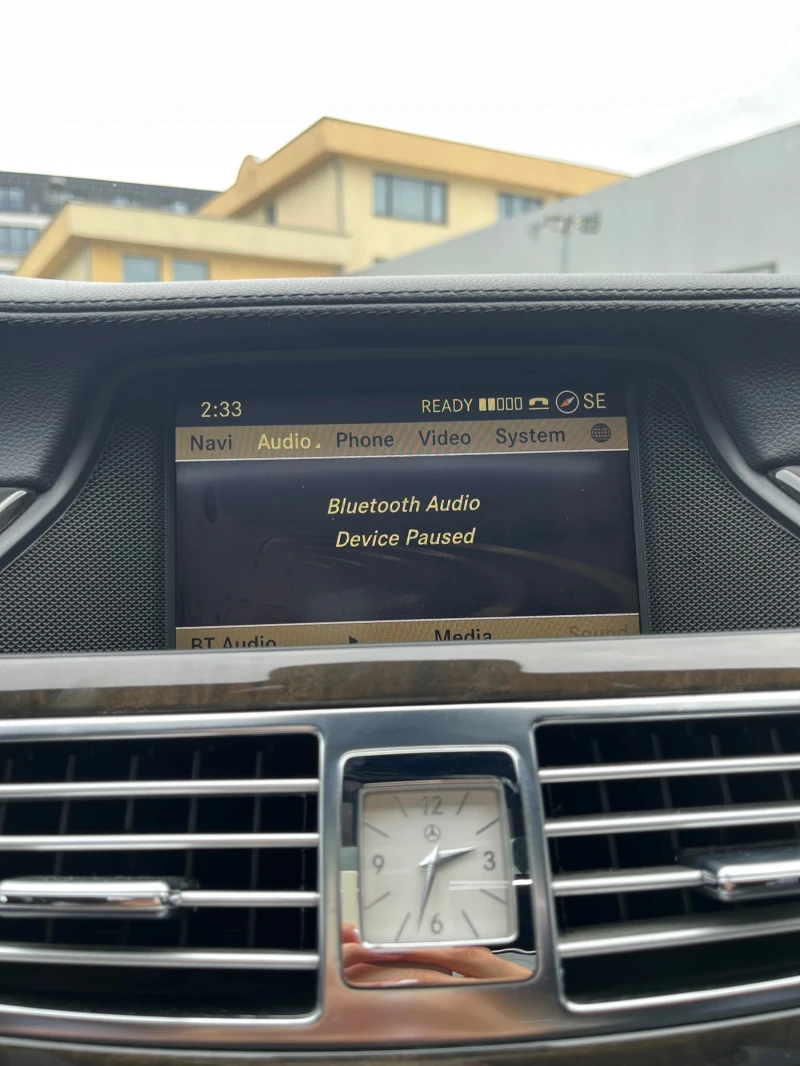 2:33 READY SE
Navi Audio Phone Video System
Bluetooth Audio
Device Paused
BT Audio Media Sound
12
9 3
6